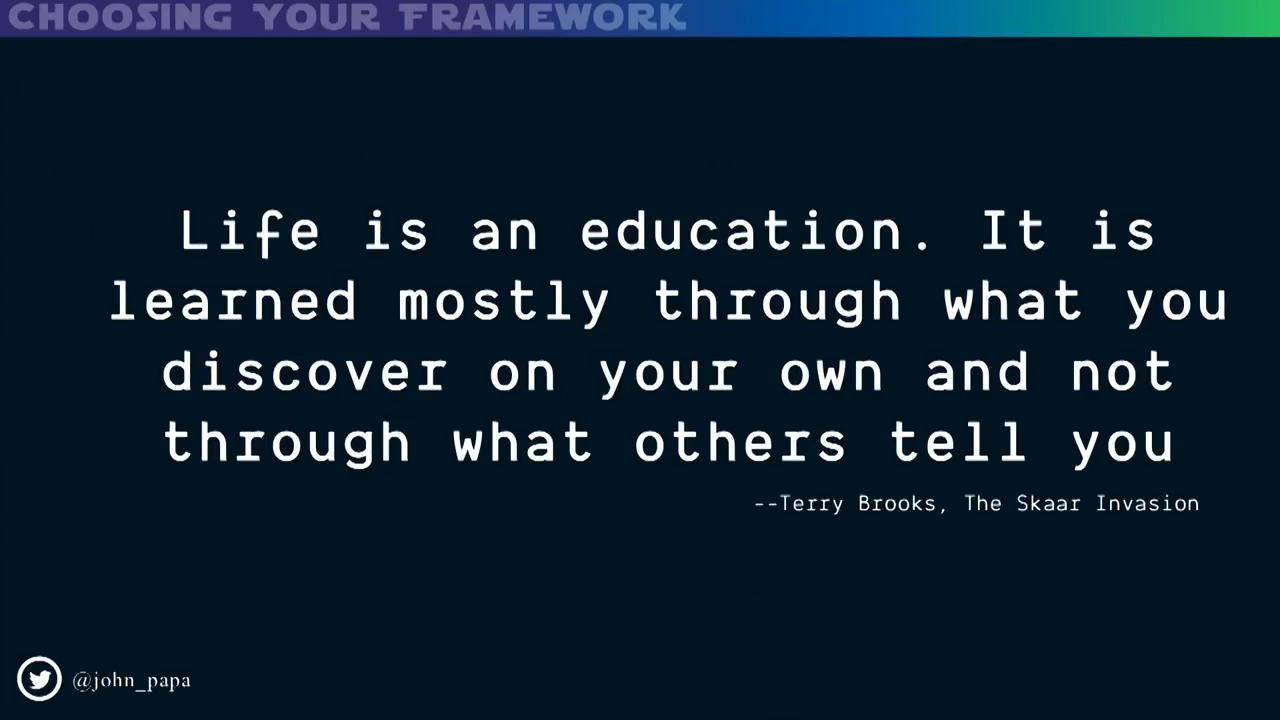 CHOOSING YOUR FRAMEWORK
Life is an education. It is
learned mostly through what you
discover on your own and not
through what others tell you
--Terry Brooks, The Skaar Invasion
@john_papa